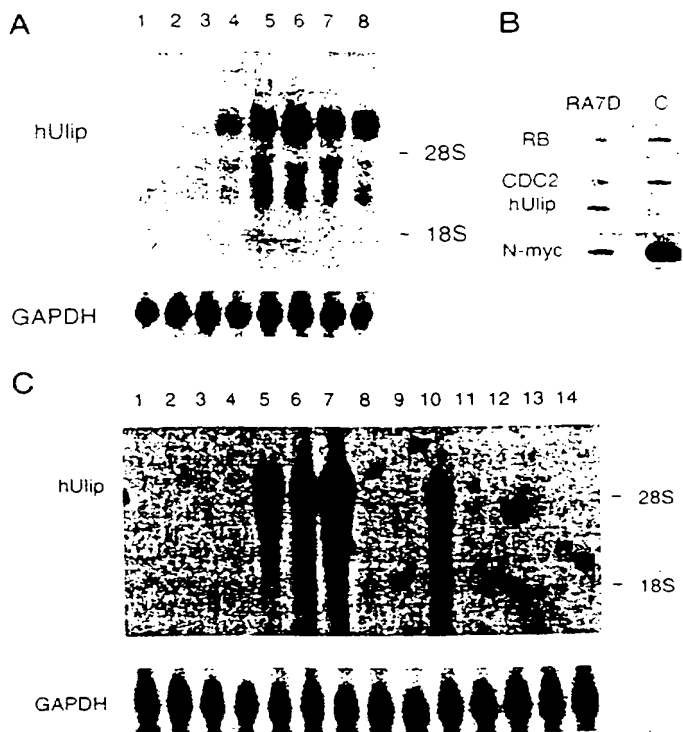 A
1 2 3 4 5 6 7 8
hUlip
28S
18S
GAPDH
B
RA7D C
RB
CDC2
hUlip
N-myc
C
1 2 3 4 5 6 7 8 9 10 11 12 13 14
hUlip
28S
18S
GAPDH